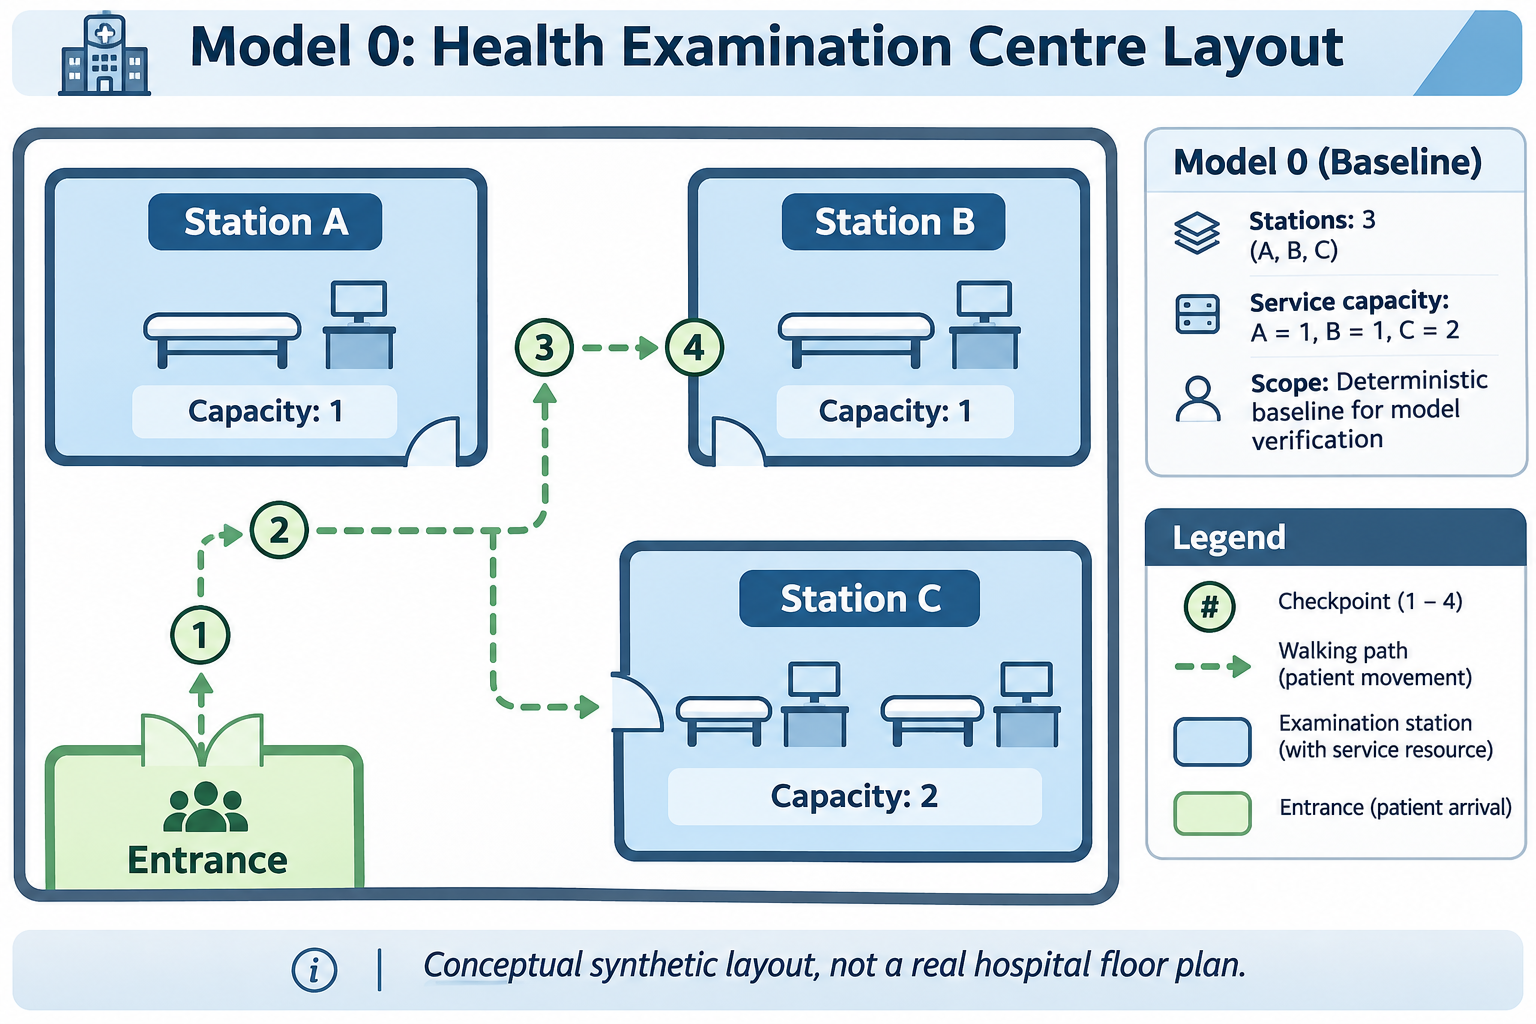 Model 0: Health Examination Centre Layout
Station A
Capacity: 1
Station B
Capacity: 1
3
4
2
1
Station C
Capacity: 2
Entrance
Model 0 (Baseline)
Stations: 3
(A, B, C)
Service capacity:
A = 1, B = 1, C = 2
Scope: Deterministic
baseline for model
verification
Legend
# Checkpoint (1 – 4)
Walking path
(patient movement)
Examination station
(with service resource)
Entrance (patient arrival)
i | Conceptual synthetic layout, not a real hospital floor plan.